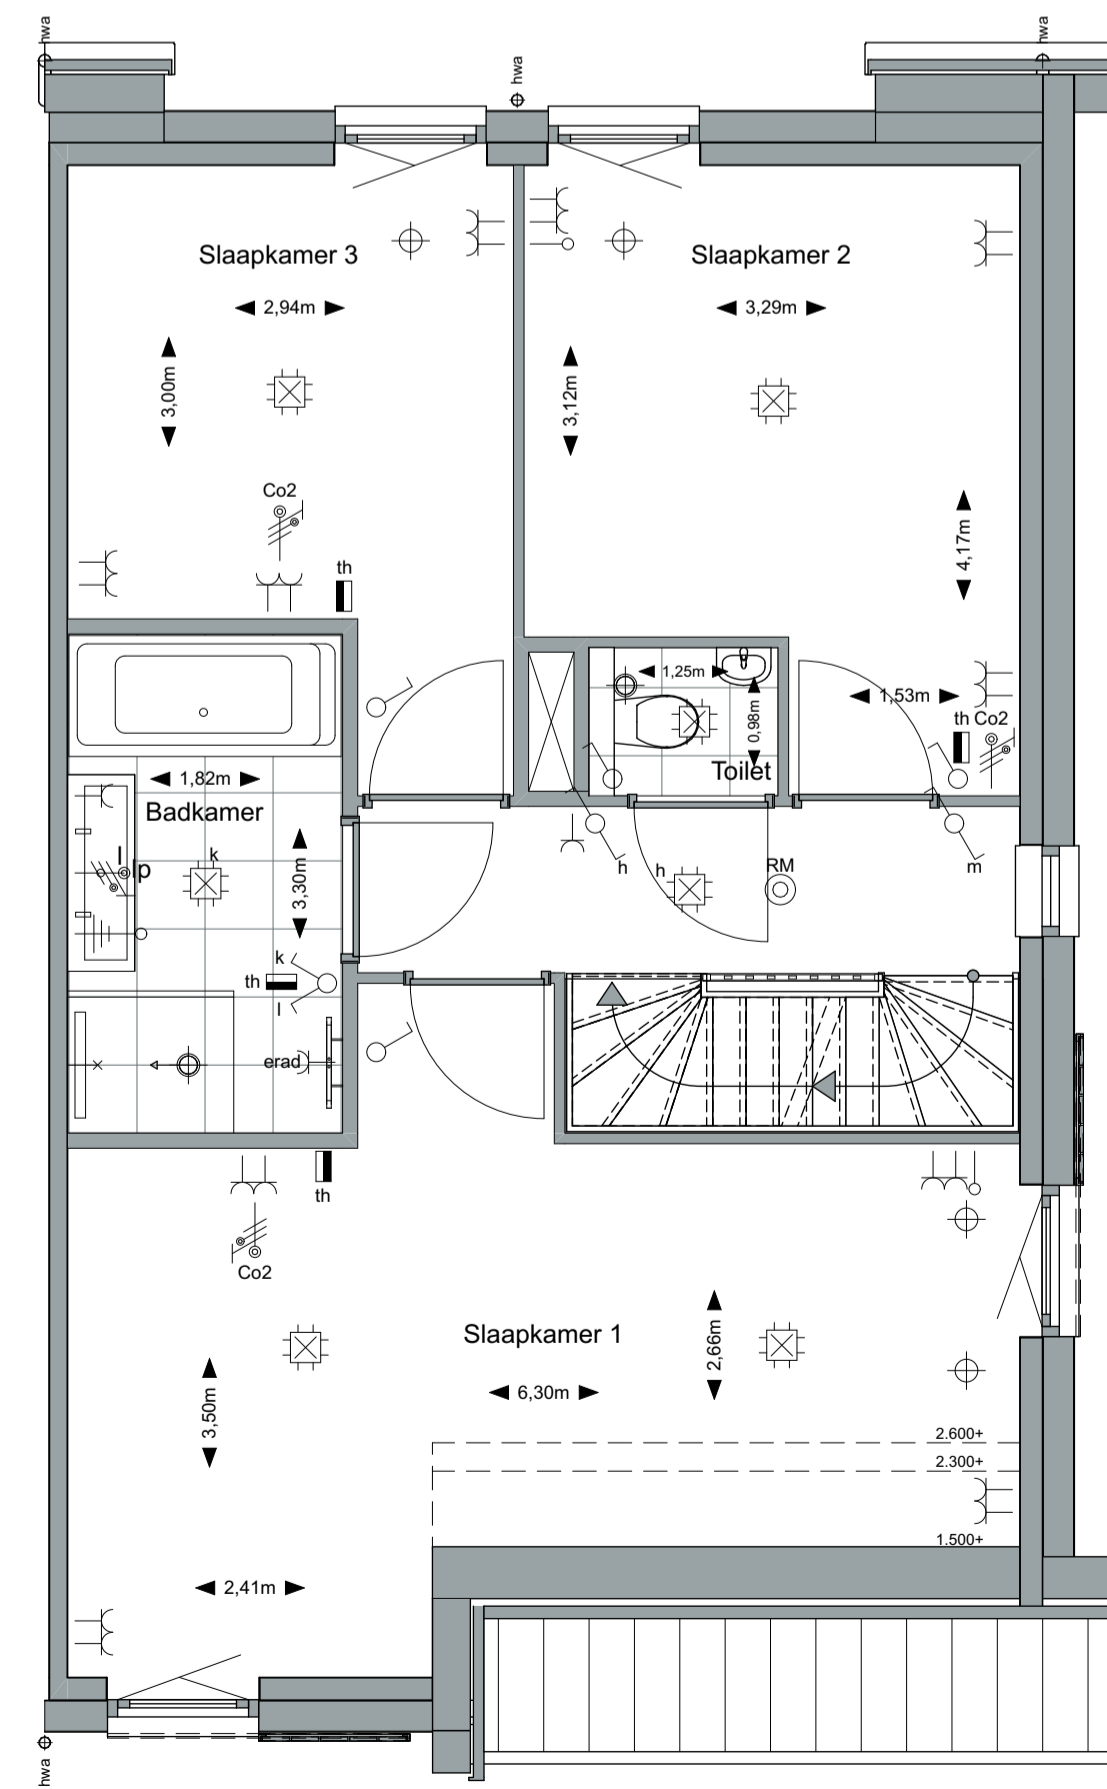 hwa
hwa
hwa
Slaapkamer 3
Slaapkamer 2
2,94m
3,29m
3,00m
3,12m
Co2
4,17m
th
1,25m
0,98m
1,53m
th Co2
Toilet
1,82m
Badkamer
k
l
lp
3,30m
h
h
RM
m
k
th
l
erad
th
Co2
Slaapkamer 1
2,66m
6,30m
3,50m
2.600+
2.300+
1.500+
2,41m
hwa